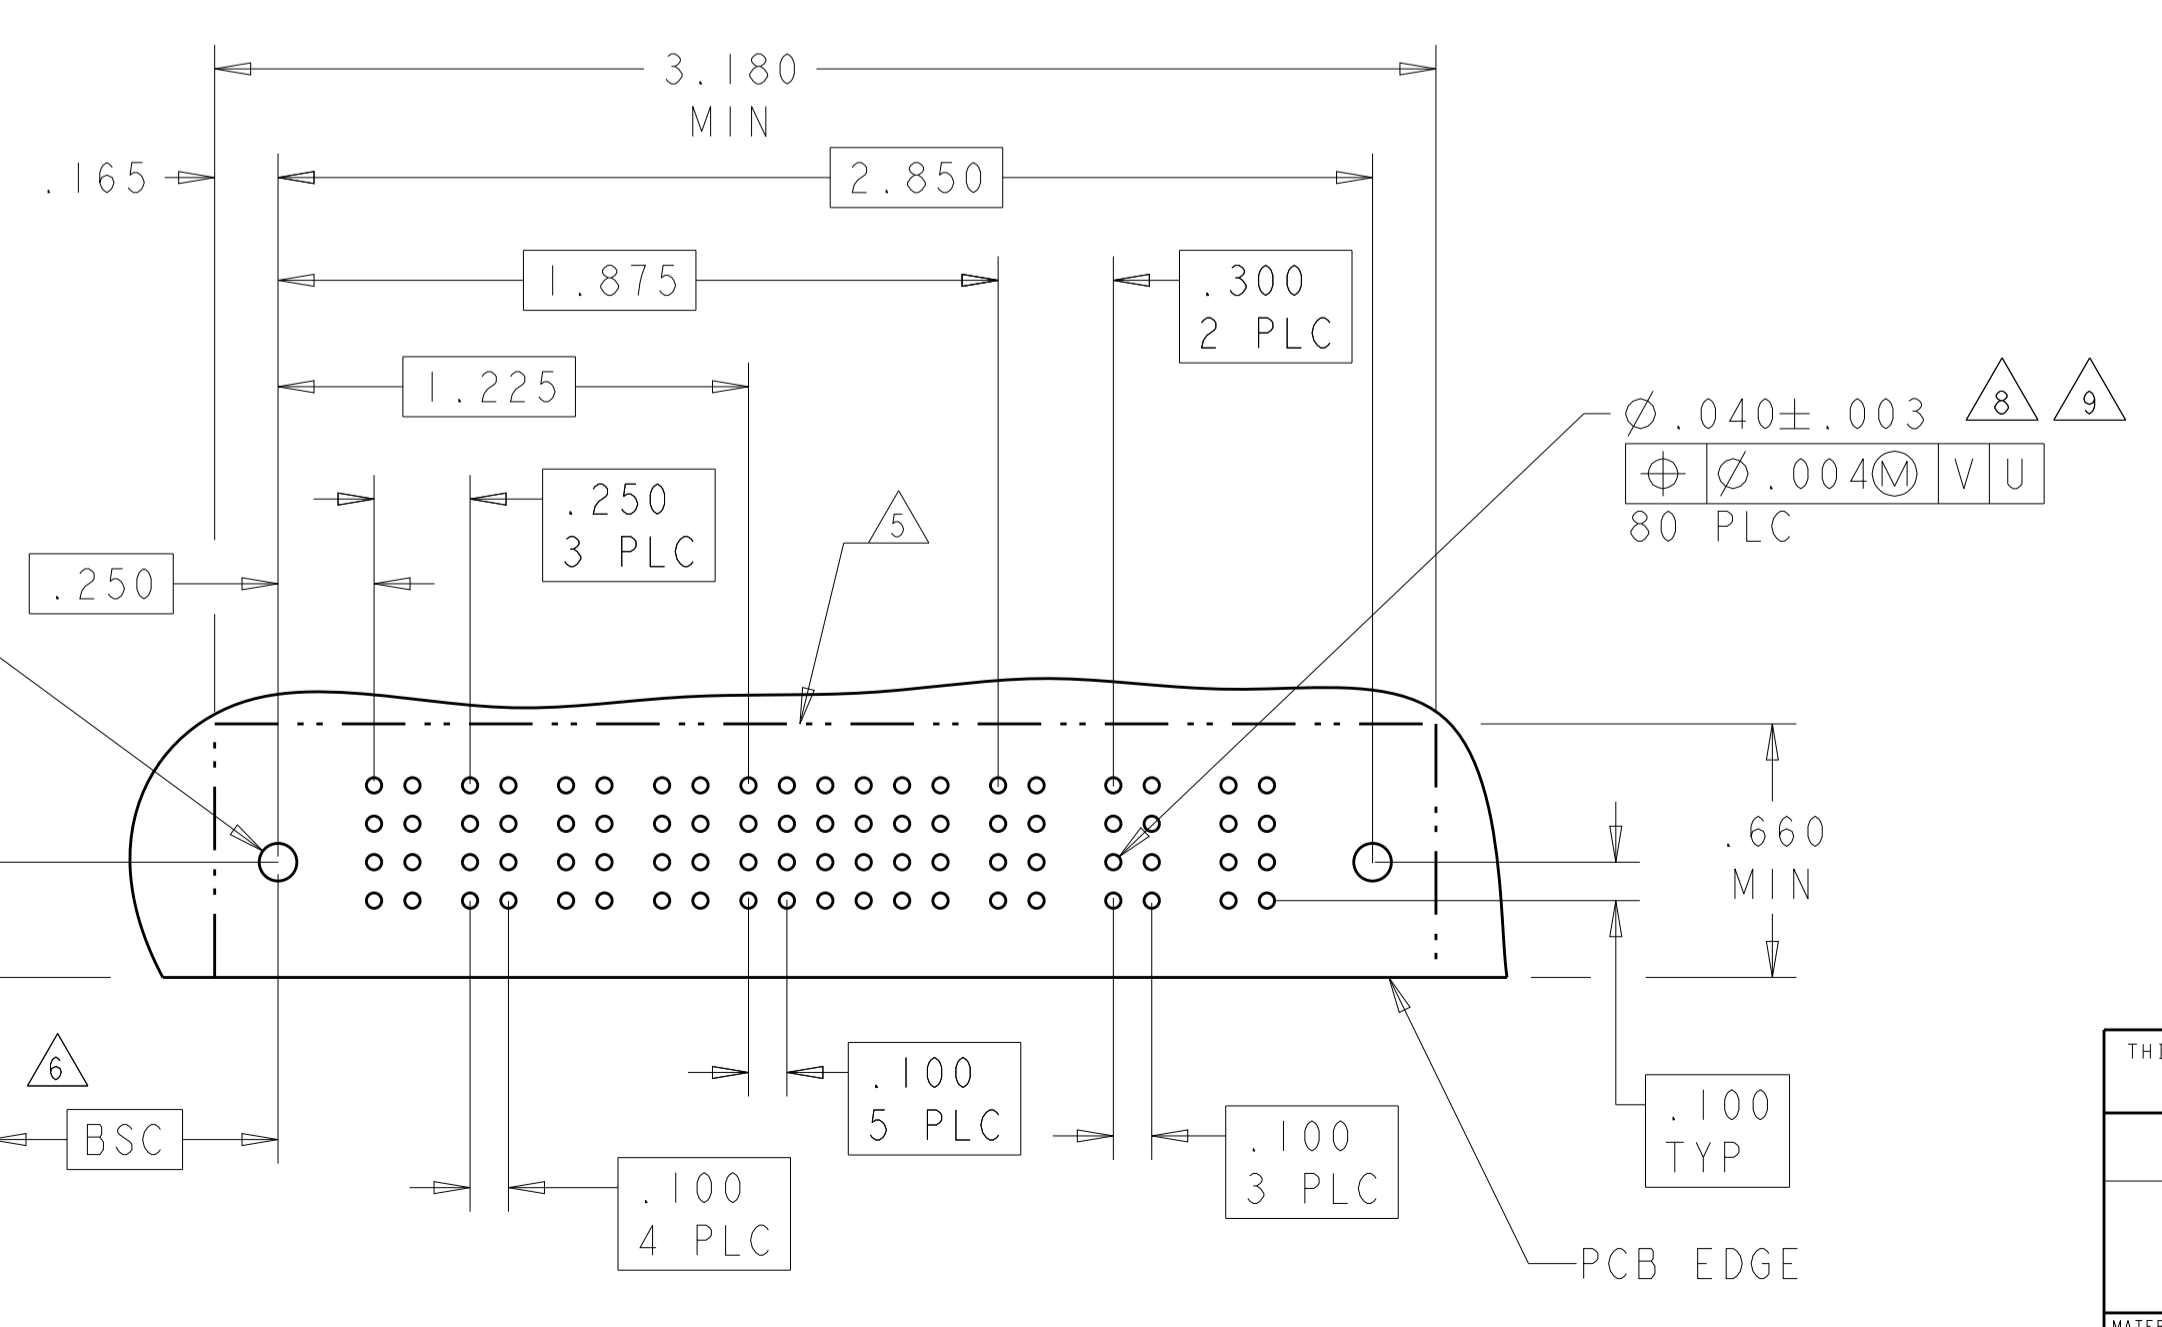 3.180
MIN
.165
2.850
1.875
.300
2 PLC
1.225
Ø.040±.003
8
9
⌖ Ø.004Ⓜ V U
80 PLC
.250
3 PLC
5
.250
.660
MIN
6
BSC
.100
5 PLC
.100
4 PLC
.100
3 PLC
.100
TYP
PCB EDGE
THI
MATER